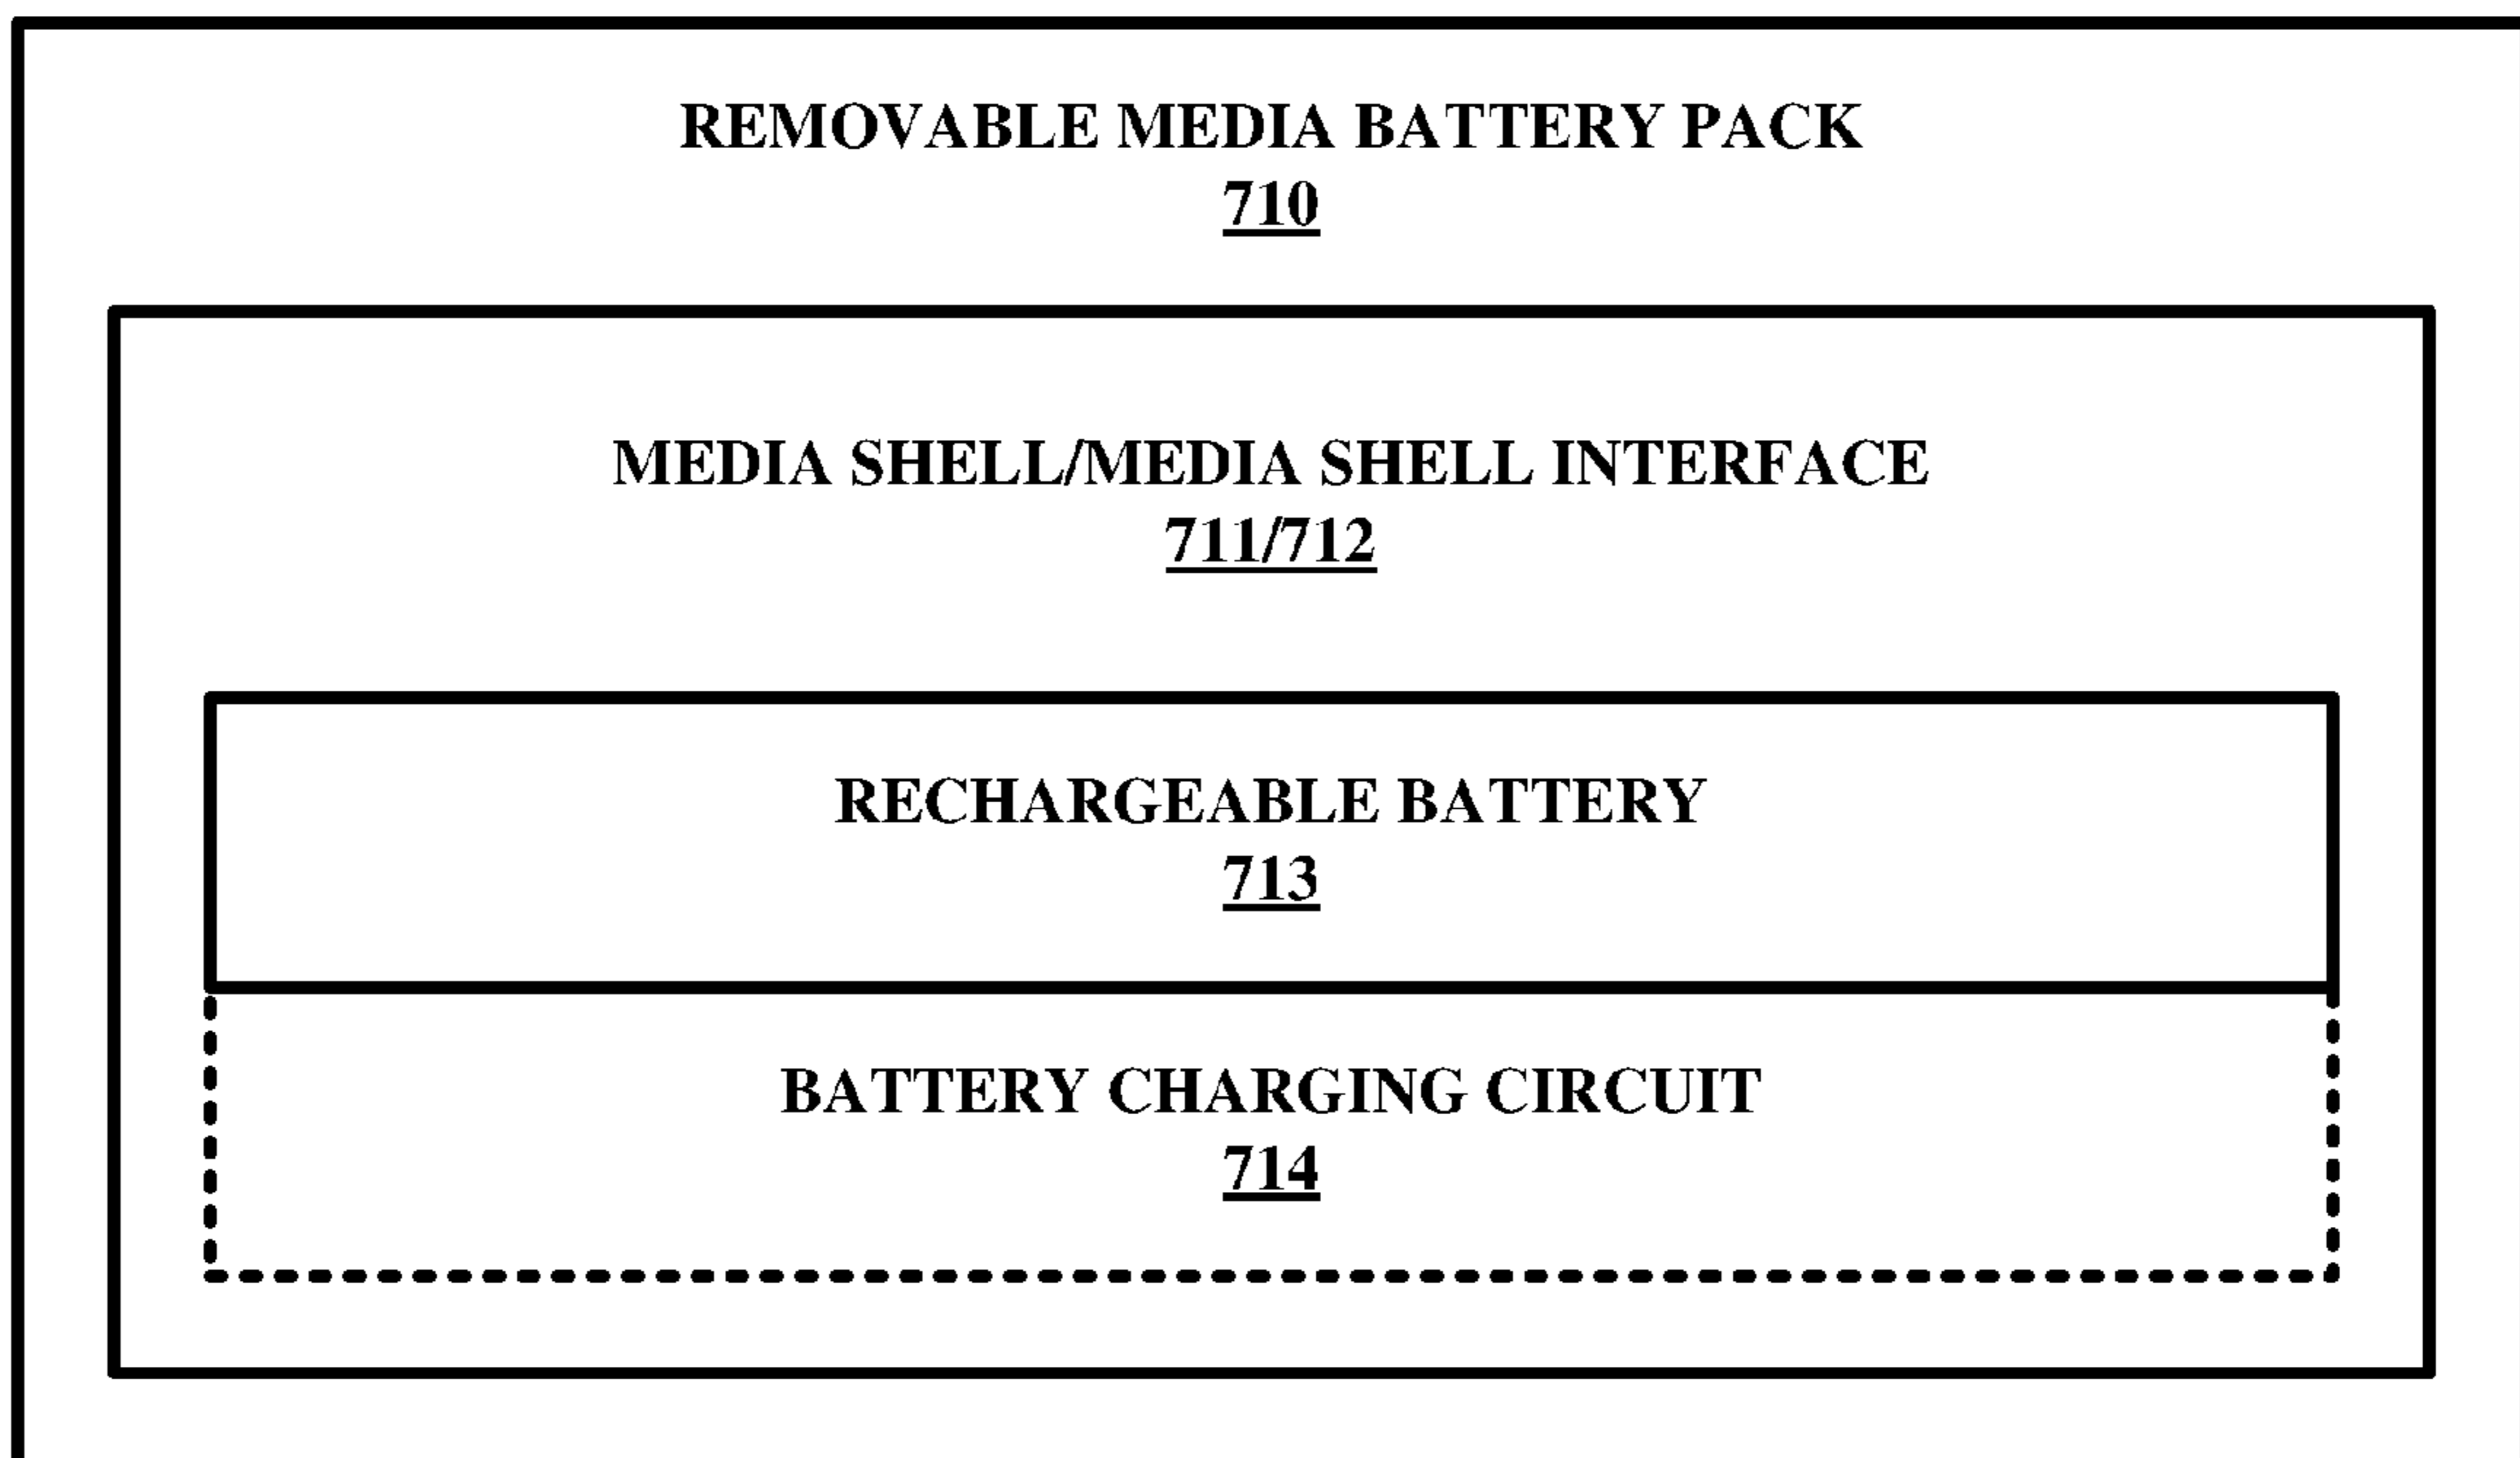 REMOVABLE MEDIA BATTERY PACK
710
MEDIA SHELL/MEDIA SHELL INTERFACE
711/712
RECHARGEABLE BATTERY
713
BATTERY CHARGING CIRCUIT
714